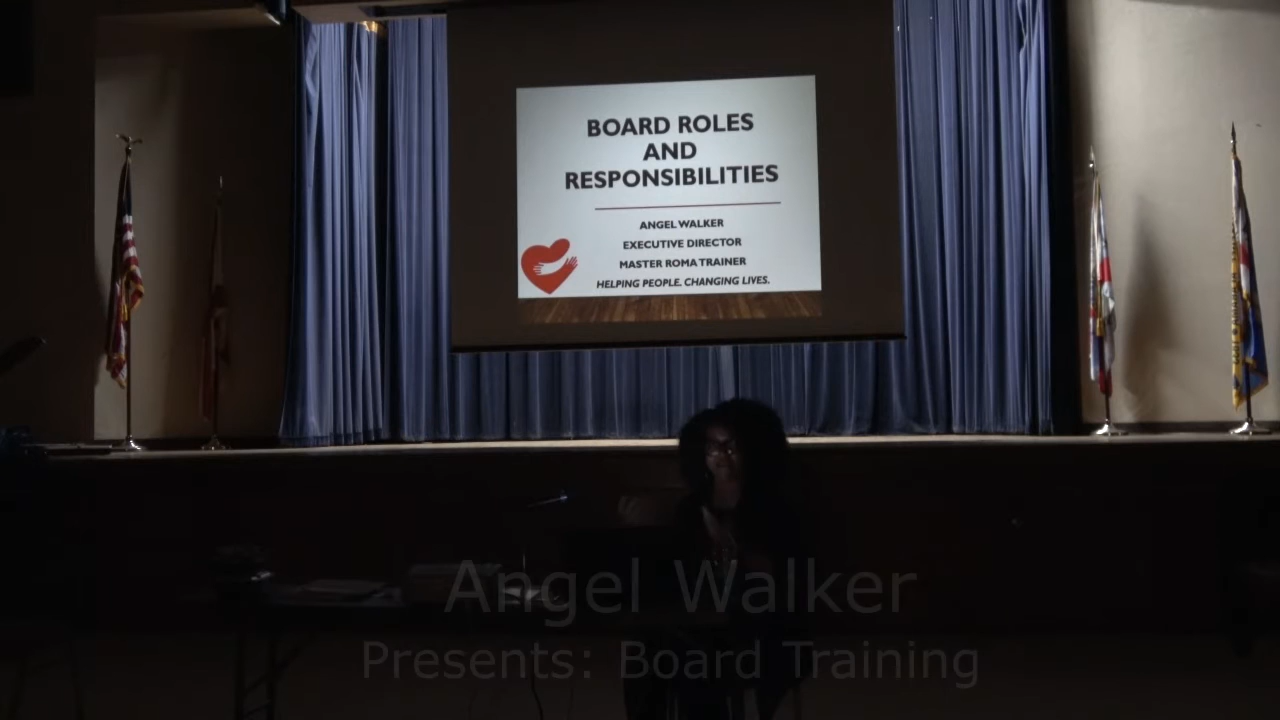 BOARD ROLES
AND
RESPONSIBILITIES
ANGEL WALKER
EXECUTIVE DIRECTOR
MASTER ROMA TRAINER
HELPING PEOPLE. CHANGING LIVES.
Angel Walker
Presents: Board Training